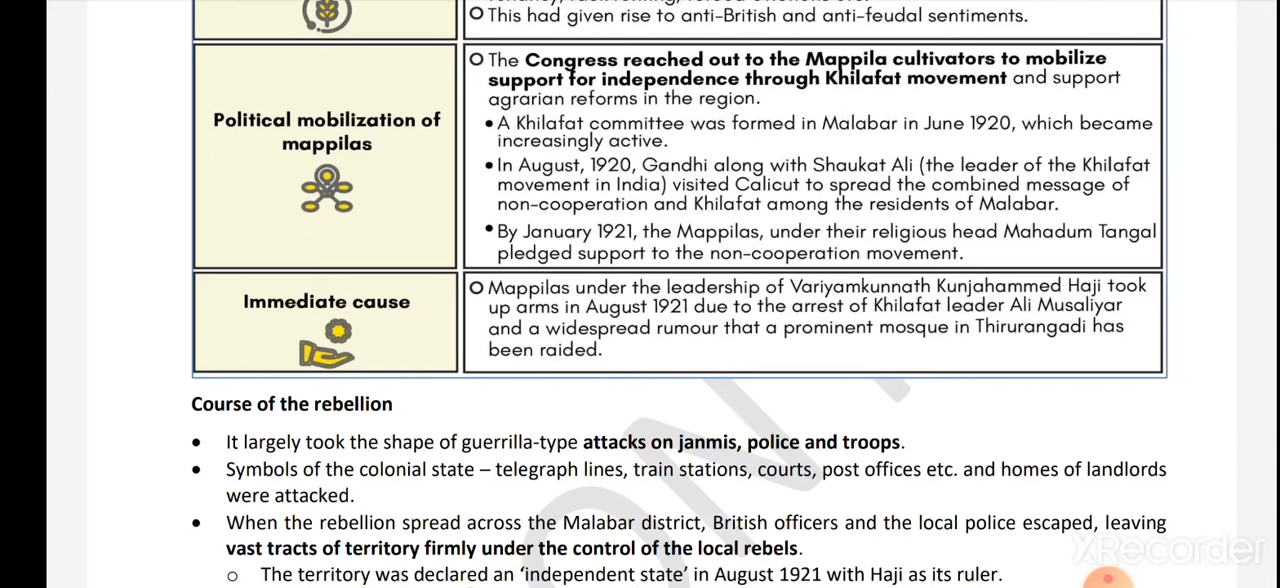 This had given rise to anti-British and anti-feudal sentiments.
Political mobilization of
mappilas
The Congress reached out to the Mappila cultivators to mobilize
support for independence through Khilafat movement and support
agrarian reforms in the region.
• A Khilafat committee was formed in Malabar in June 1920, which became
increasingly active.
• In August, 1920, Gandhi along with Shaukat Ali (the leader of the Khilafat
movement in India) visited Calicut to spread the combined message of
non-cooperation and Khilafat among the residents of Malabar.
• By January 1921, the Mappilas, under their religious head Mahadum Tangal
pledged support to the non-cooperation movement.
Immediate cause
Mappilas under the leadership of Variyamkunnath Kunjahammed Haji took
up arms in August 1921 due to the arrest of Khilafat leader Ali Musaliyar
and a widespread rumour that a prominent mosque in Thirurangadi has
been raided.
Course of the rebellion
• It largely took the shape of guerrilla-type attacks on janmis, police and troops.
• Symbols of the colonial state – telegraph lines, train stations, courts, post offices etc. and homes of landlords
were attacked.
• When the rebellion spread across the Malabar district, British officers and the local police escaped, leaving
vast tracts of territory firmly under the control of the local rebels.
o The territory was declared an ‘independent state’ in August 1921 with Haji as its ruler.
XRecorder